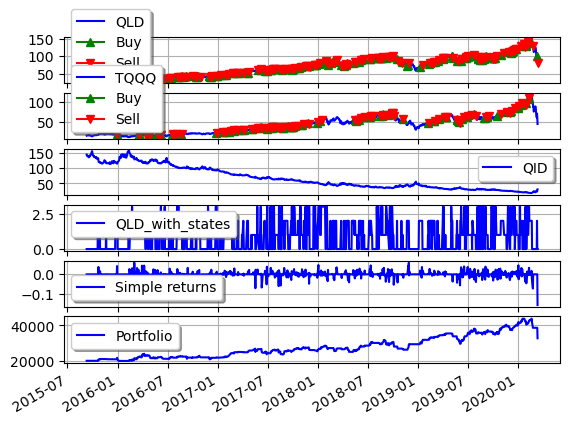 QLD
Buy
Sell
150
100
50
TQQQ
Buy
Sell
100
50
150
100
50
QID
2.5
0.0
QLD_with_states
0.0
−0.1
Simple returns
40000
20000
Portfolio
2015-07
2016-01
2016-07
2017-01
2017-07
2018-01
2018-07
2019-01
2019-07
2020-01